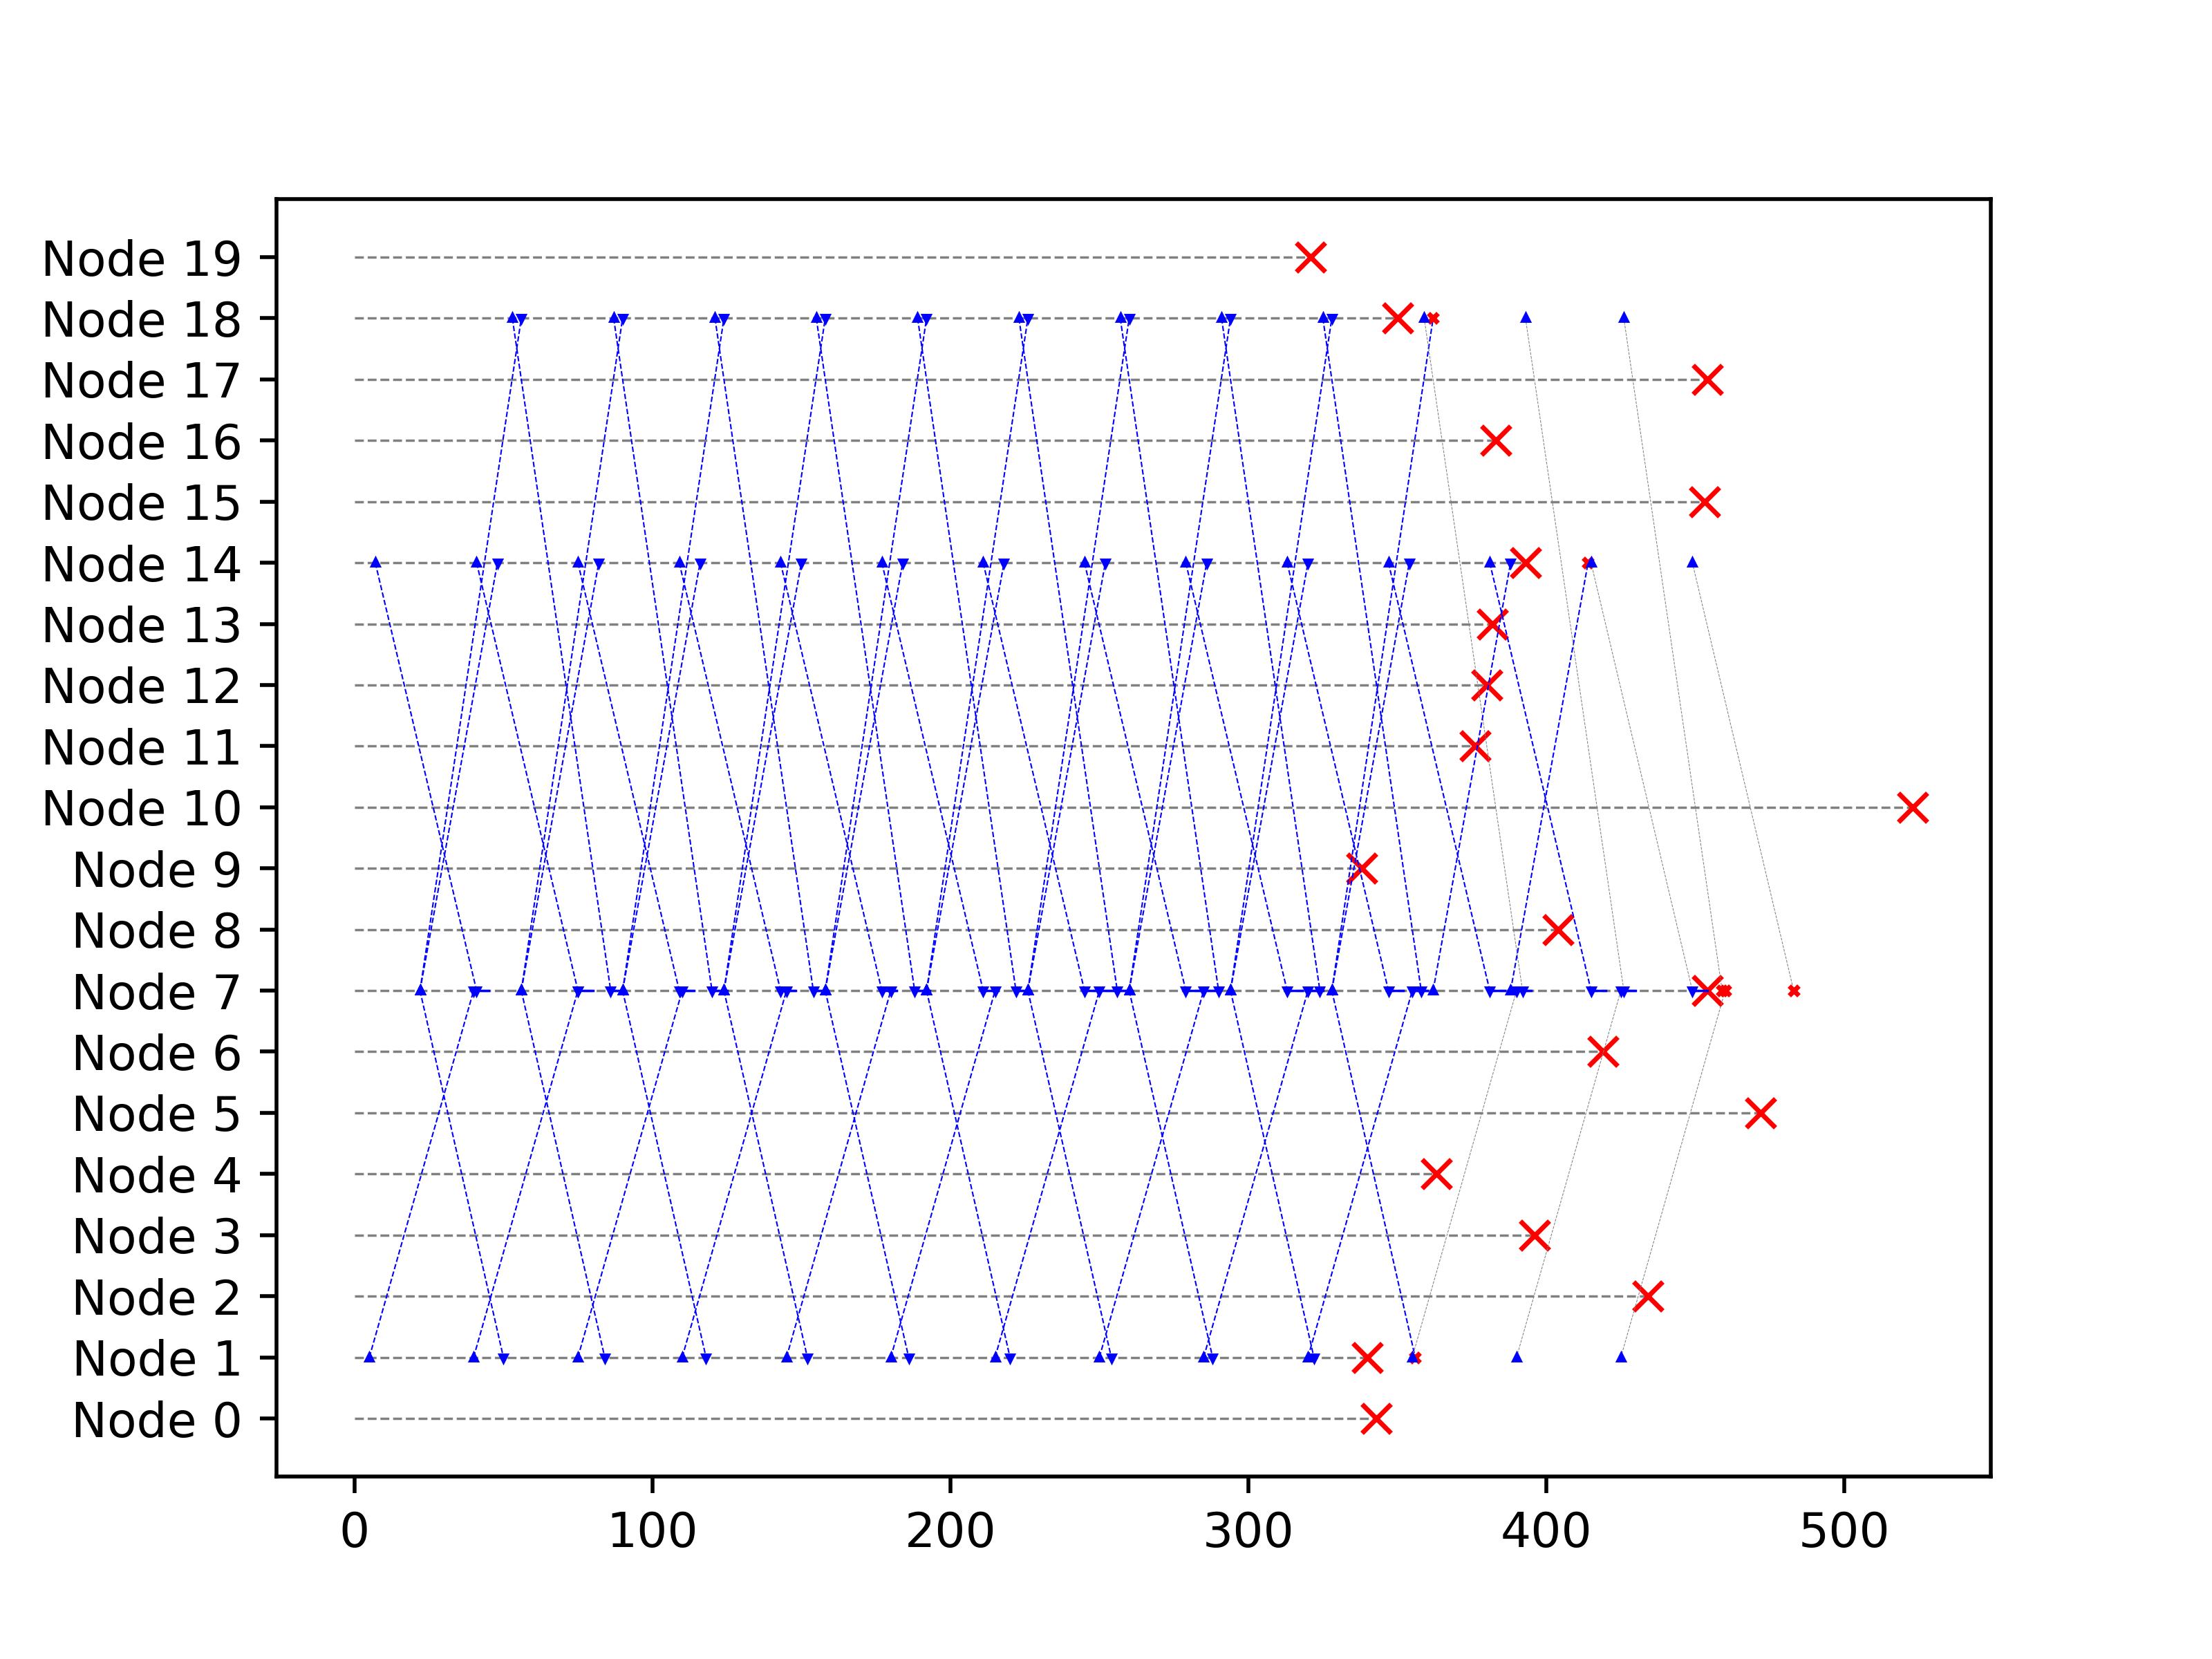 Node 19
Node 18
Node 17
Node 16
Node 15
Node 14
Node 13
Node 12
Node 11
Node 10
Node 9
Node 8
Node 7
Node 6
Node 5
Node 4
Node 3
Node 2
Node 1
Node 0
0 100 200 300 400 500